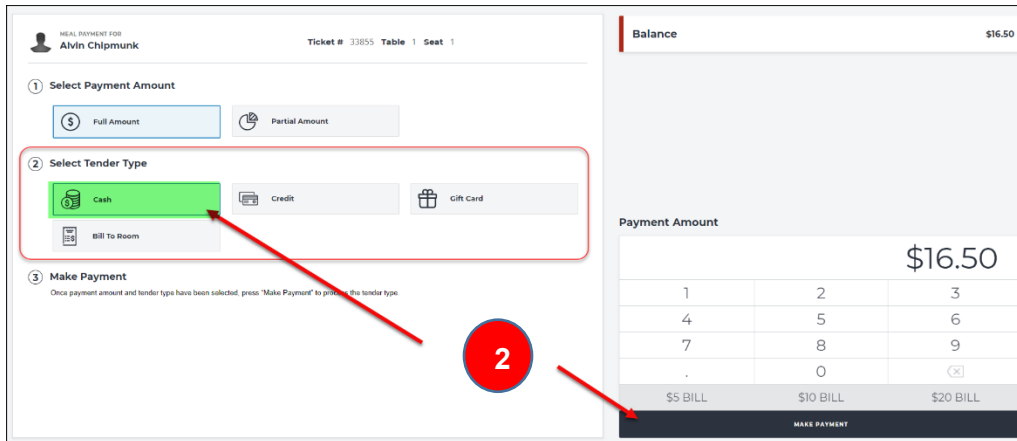 MEAL PAYMENT FOR
Alvin Chipmunk
Ticket # 33855 Table 1 Seat 1
1 Select Payment Amount
Full Amount
Partial Amount
2 Select Tender Type
Cash
Credit
Gift Card
Bill To Room
3 Make Payment
Once payment amount and tender type have been selected, press "Make Payment" to process the tender type
2
Balance $16.50
Payment Amount
$16.50
1 2 3
4 5 6
7 8 9
. 0
$5 BILL $10 BILL $20 BILL
MAKE PAYMENT